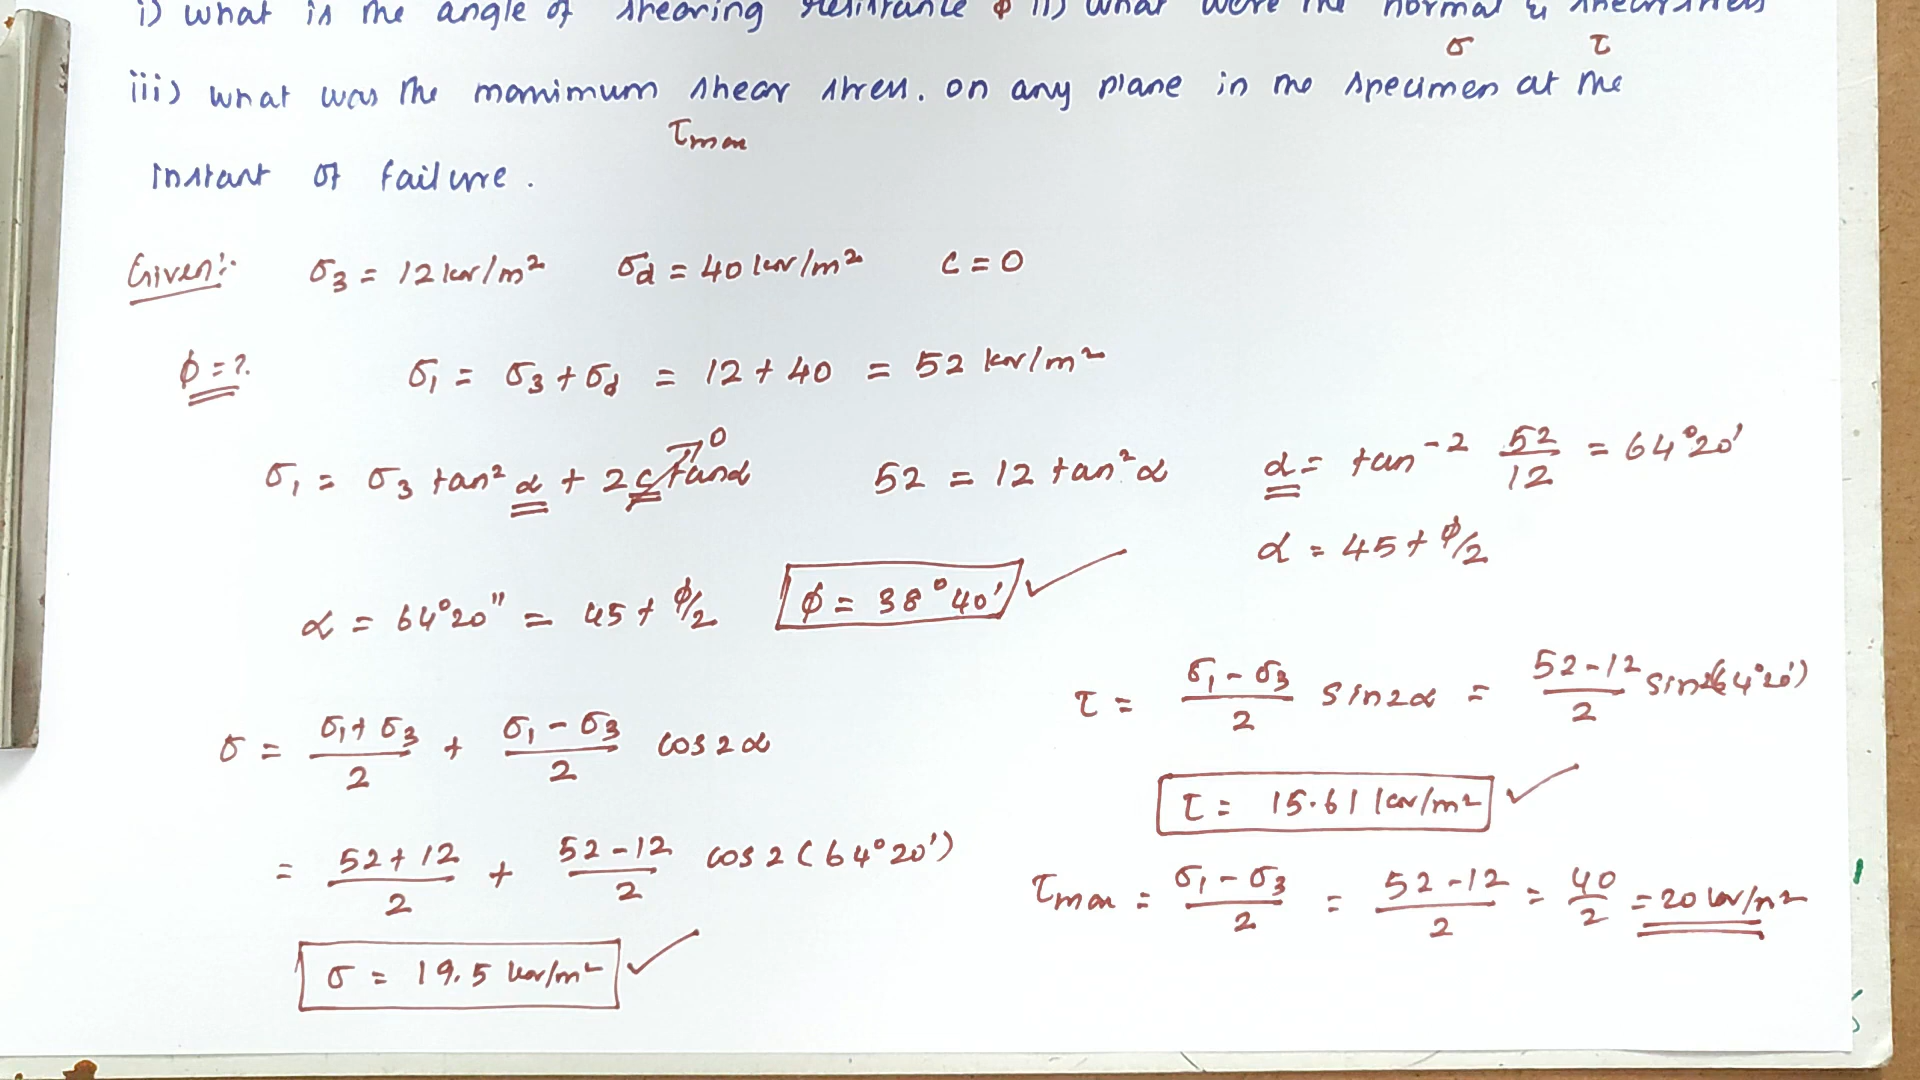 i) what is the angle of shearing resistance ϕ ii) what were the normal & shear stress
σ τ
iii) what was the maximum shear stress. on any plane in the specimen at the
τmax
instant of failure.
Given:- σ3 = 12 kN/m² σd = 40 kN/m² c = 0
ϕ = ?. σ1 = σ3 + σd = 12 + 40 = 52 kN/m²
σ1 = σ3 tan² α + 2c tanα → 0 52 = 12 tan² α α = tan⁻² 52/12 = 64°20'
α = 45 + ϕ/2
α = 64°20" = 45 + ϕ/2 ϕ = 38°40' ✓
τ = (σ1 - σ3)/2 sin2α = (52-12)/2 sin2(64°20')
σ = (σ1 + σ3)/2 + (σ1 - σ3)/2 cos 2α
τ = 15.61 kN/m² ✓
= (52+12)/2 + (52-12)/2 cos 2(64°20')
τmax = (σ1 - σ3)/2 = (52-12)/2 = 40/2 = 20 kN/m²
σ = 19.5 kN/m² ✓